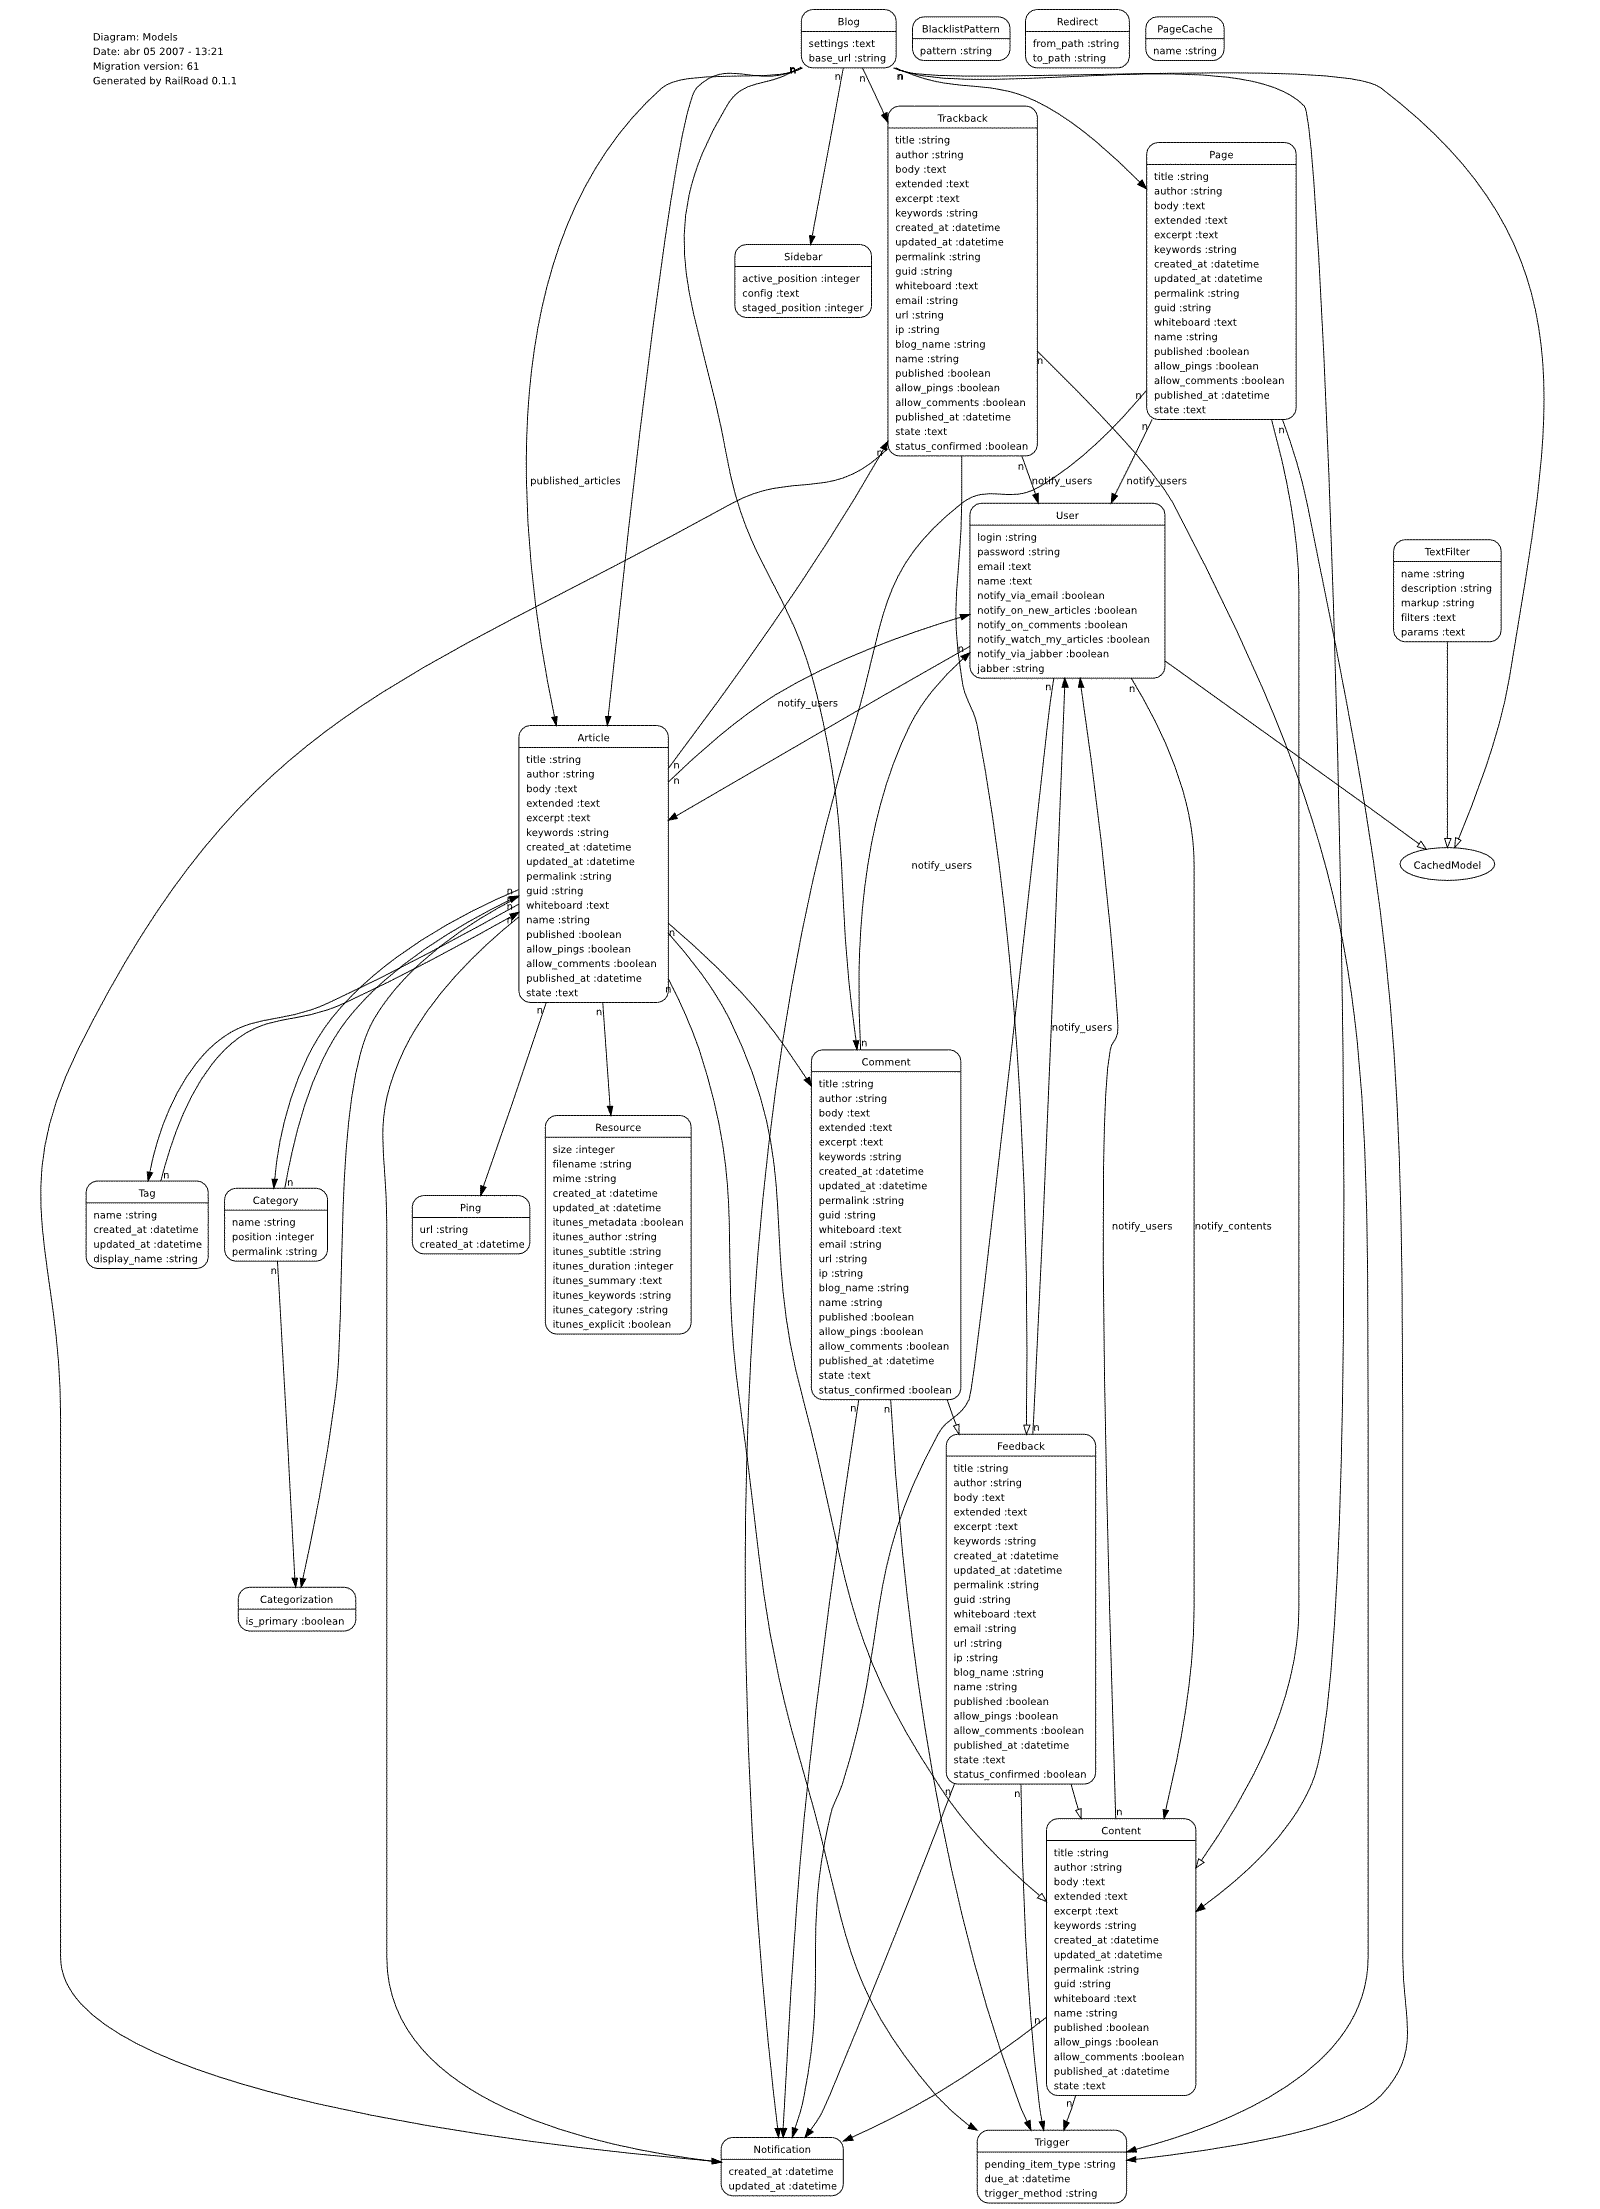 Diagram: Models
Date: abr 05 2007 - 13:21
Migration version: 61
Generated by RailRoad 0.1.1
Blog
settings :text
base_url :string
BlacklistPattern
pattern :string
Redirect
from_path :string
to_path :string
PageCache
name :string
n
n
n
n
Trackback
title :string
author :string
body :text
extended :text
excerpt :text
keywords :string
created_at :datetime
updated_at :datetime
permalink :string
guid :string
whiteboard :text
email :string
url :string
ip :string
blog_name :string
name :string
published :boolean
allow_pings :boolean
allow_comments :boolean
published_at :datetime
state :text
status_confirmed :boolean
Page
title :string
author :string
body :text
extended :text
excerpt :text
keywords :string
created_at :datetime
updated_at :datetime
permalink :string
guid :string
whiteboard :text
name :string
published :boolean
allow_pings :boolean
allow_comments :boolean
published_at :datetime
state :text
Sidebar
active_position :integer
config :text
staged_position :integer
n
n
n
n
n
n
published_articles
notify_users
notify_users
User
login :string
password :string
email :text
name :text
notify_via_email :boolean
notify_on_new_articles :boolean
notify_on_comments :boolean
notify_watch_my_articles :boolean
notify_via_jabber :boolean
jabber :string
TextFilter
name :string
description :string
markup :string
filters :text
params :text
n
n
n
notify_users
Article
title :string
author :string
body :text
extended :text
excerpt :text
keywords :string
created_at :datetime
updated_at :datetime
permalink :string
guid :string
whiteboard :text
name :string
published :boolean
allow_pings :boolean
allow_comments :boolean
published_at :datetime
state :text
n
n
n
n
n
n
n
n
n
notify_users
CachedModel
notify_users
n
Comment
title :string
author :string
body :text
extended :text
excerpt :text
keywords :string
created_at :datetime
updated_at :datetime
permalink :string
guid :string
whiteboard :text
email :string
url :string
ip :string
blog_name :string
name :string
published :boolean
allow_pings :boolean
allow_comments :boolean
published_at :datetime
state :text
status_confirmed :boolean
Resource
size :integer
filename :string
mime :string
created_at :datetime
updated_at :datetime
itunes_metadata :boolean
itunes_author :string
itunes_subtitle :string
itunes_duration :integer
itunes_summary :text
itunes_keywords :string
itunes_category :string
itunes_explicit :boolean
n
n
Tag
name :string
created_at :datetime
updated_at :datetime
display_name :string
Category
name :string
position :integer
permalink :string
Ping
url :string
created_at :datetime
notify_users
notify_contents
n
n
n
n
Feedback
title :string
author :string
body :text
extended :text
excerpt :text
keywords :string
created_at :datetime
updated_at :datetime
permalink :string
guid :string
whiteboard :text
email :string
url :string
ip :string
blog_name :string
name :string
published :boolean
allow_pings :boolean
allow_comments :boolean
published_at :datetime
state :text
status_confirmed :boolean
Categorization
is_primary :boolean
n
n
n
Content
title :string
author :string
body :text
extended :text
excerpt :text
keywords :string
created_at :datetime
updated_at :datetime
permalink :string
guid :string
whiteboard :text
name :string
published :boolean
allow_pings :boolean
allow_comments :boolean
published_at :datetime
state :text
n
n
Notification
created_at :datetime
updated_at :datetime
Trigger
pending_item_type :string
due_at :datetime
trigger_method :string